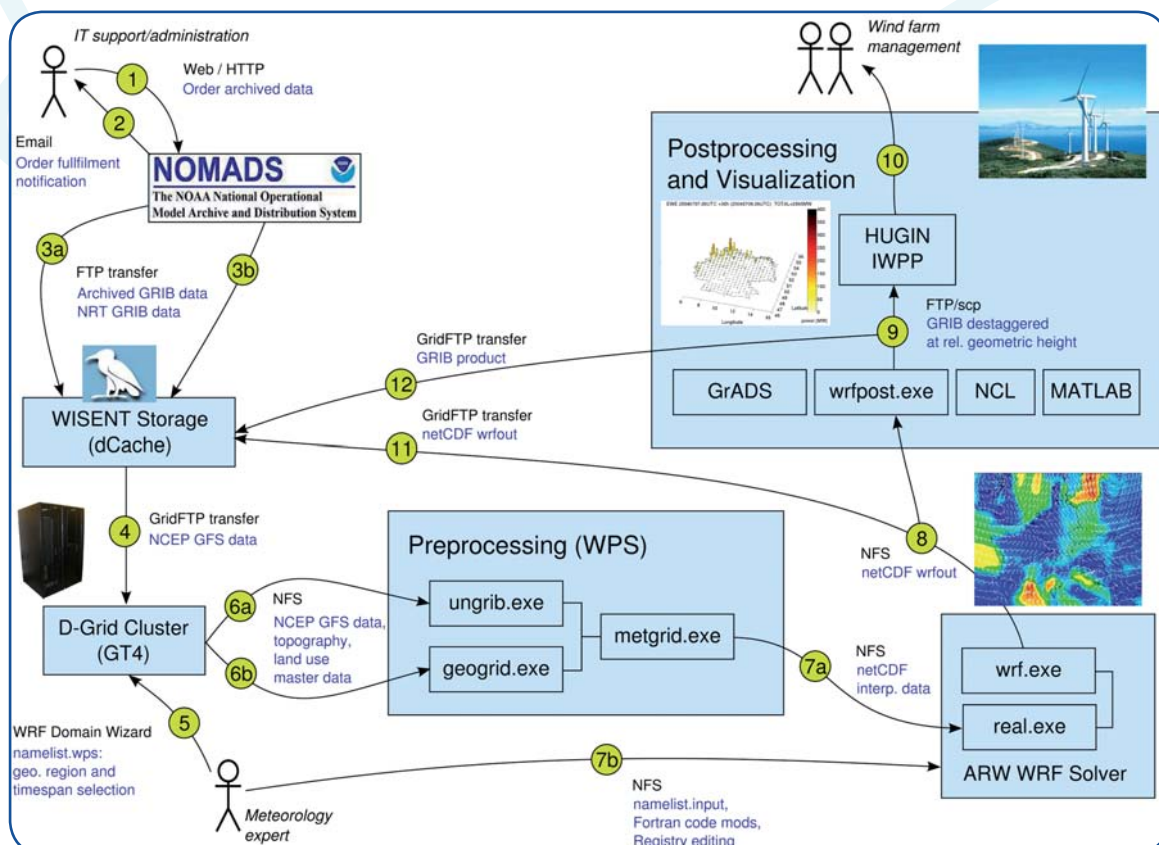 IT support/administration
1
Web / HTTP
Order archived data
2
Email
Order fullfilment
notification
NOMADS
The NOAA National Operational
Model Archive and Distribution System
3a
3b
FTP transfer
Archived GRIB data
NRT GRIB data
WISENT Storage
(dCache)
4
GridFTP transfer
NCEP GFS data
D-Grid Cluster
(GT4)
5
WRF Domain Wizard
namelist.wps:
geo. region and
timespan selection
Meteorology
expert
6a
6b
NFS
NCEP GFS data,
topography,
land use
master data
Preprocessing (WPS)
ungrib.exe
geogrid.exe
metgrid.exe
7a
NFS
netCDF
interp. data
7b
NFS
namelist.input,
Fortran code mods,
Registry editing
wrf.exe
real.exe
ARW WRF Solver
8
NFS
netCDF wrfout
11
GridFTP transfer
netCDF wrfout
12
GridFTP transfer
GRIB product
Wind farm
management
10
Postprocessing
and Visualization
Longitude
HUGIN
IWPP
9
FTP/scp
GRIB destaggered
at rel. geometric height
GrADS
wrfpost.exe
NCL
MATLAB